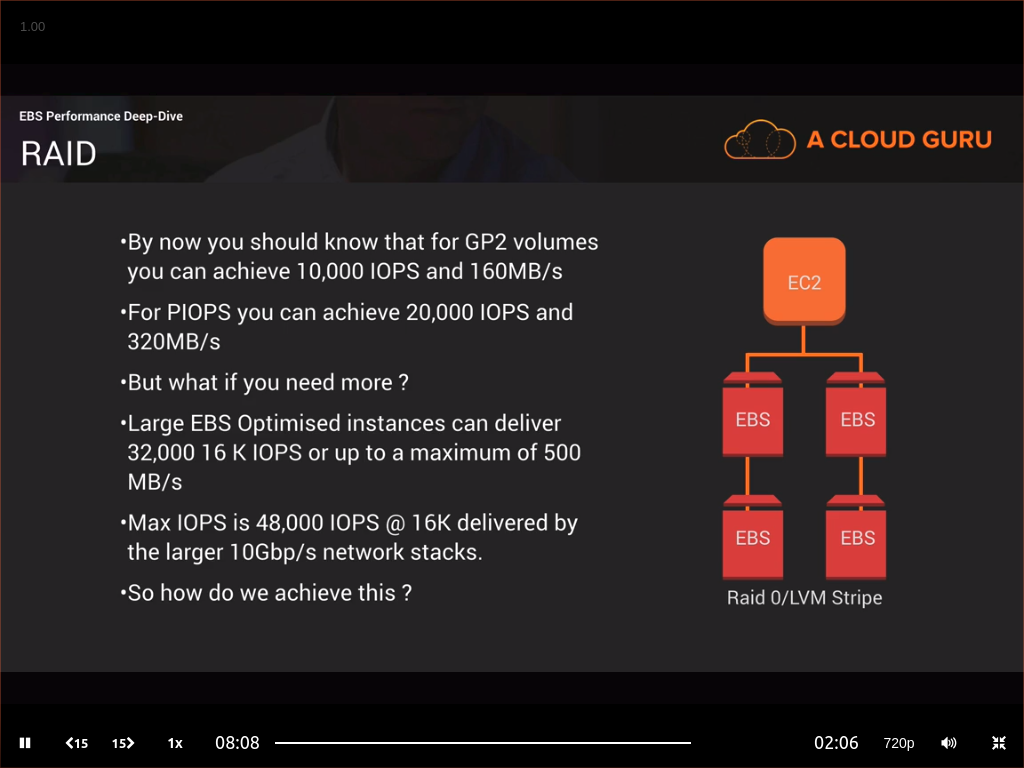 1.00
EBS Performance Deep-Dive
RAID
A CLOUD GURU
•By now you should know that for GP2 volumes
you can achieve 10,000 IOPS and 160MB/s
•For PIOPS you can achieve 20,000 IOPS and
320MB/s
•But what if you need more ?
•Large EBS Optimised instances can deliver
32,000 16 K IOPS or up to a maximum of 500
MB/s
•Max IOPS is 48,000 IOPS @ 16K delivered by
the larger 10Gbp/s network stacks.
•So how do we achieve this ?
EC2
EBS EBS
EBS EBS
Raid 0/LVM Stripe
15 15 1x 08:08 02:06 720p